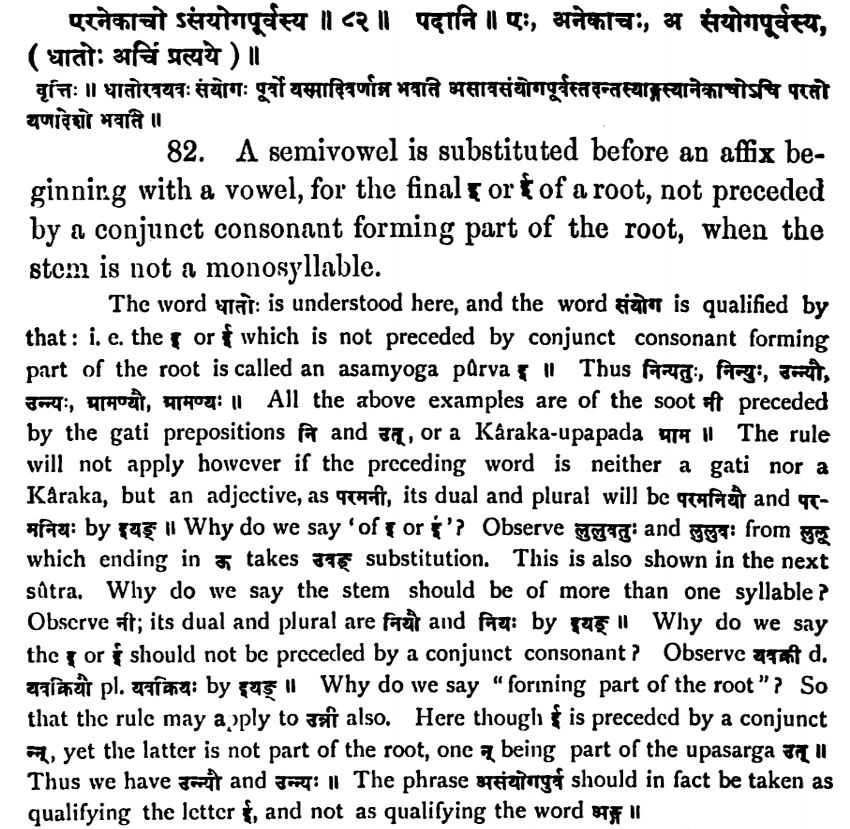 परनेकाचो ऽसंयोगपूर्वस्य ॥ ८२ ॥ पदानि ॥ एः, अनेकाचः, अ संयोगपूर्वस्य,
( धातोः अचि प्रत्यये ) ॥
वृत्तिः ॥ धातोरवयवः संयोगः पूर्वो यस्मादिवर्णान्न भवति असावसंयोगपूर्वस्तदन्तस्याङ्गस्यानेकाचोऽचि परतो
यणादेशो भवति ॥
82. A semivowel is substituted before an affix be-
ginning with a vowel, for the final इ or ई of a root, not preceded
by a conjunct consonant forming part of the root, when the
stem is not a monosyllable.
The word धातोः is understood here, and the word संयोग is qualified by
that: i. e. the इ or ई which is not preceded by conjunct consonant forming
part of the root is called an asamyoga pûrva इ ॥ Thus निन्यतुः, निन्युः, उन्न्यौ,
उन्न्यः, ग्रामण्यौ, ग्रामण्यः ॥ All the above examples are of the soot नी preceded
by the gati prepositions नि and उत्, or a Kâraka-upapada ग्राम ॥ The rule
will not apply however if the preceding word is neither a gati nor a
Kâraka, but an adjective, as परमनी, its dual and plural will be परमनियौ and पर-
मनियः by इयङ् ॥ Why do we say 'of इ or ई'? Observe लुलुवतुः and लुलुवः from लुलू
which ending in ऊ takes उवङ् substitution. This is also shown in the next
sûtra. Why do we say the stem should be of more than one syllable?
Observe नी; its dual and plural are नियौ and नियः by इयङ् ॥ Why do we say
the इ or ई should not be preceded by a conjunct consonant? Observe यवक्री d.
यवक्रियौ pl. यवक्रियः by इयङ् ॥ Why do we say "forming part of the root"? So
that the rule may apply to उन्नी also. Here though ई is preceded by a conjunct
न्न्, yet the latter is not part of the root, one न् being part of the upasarga उत् ॥
Thus we have उन्न्यौ and उन्न्यः ॥ The phrase असंयोगपूर्व should in fact be taken as
qualifying the letter ई, and not as qualifying the word अङ्ग ॥